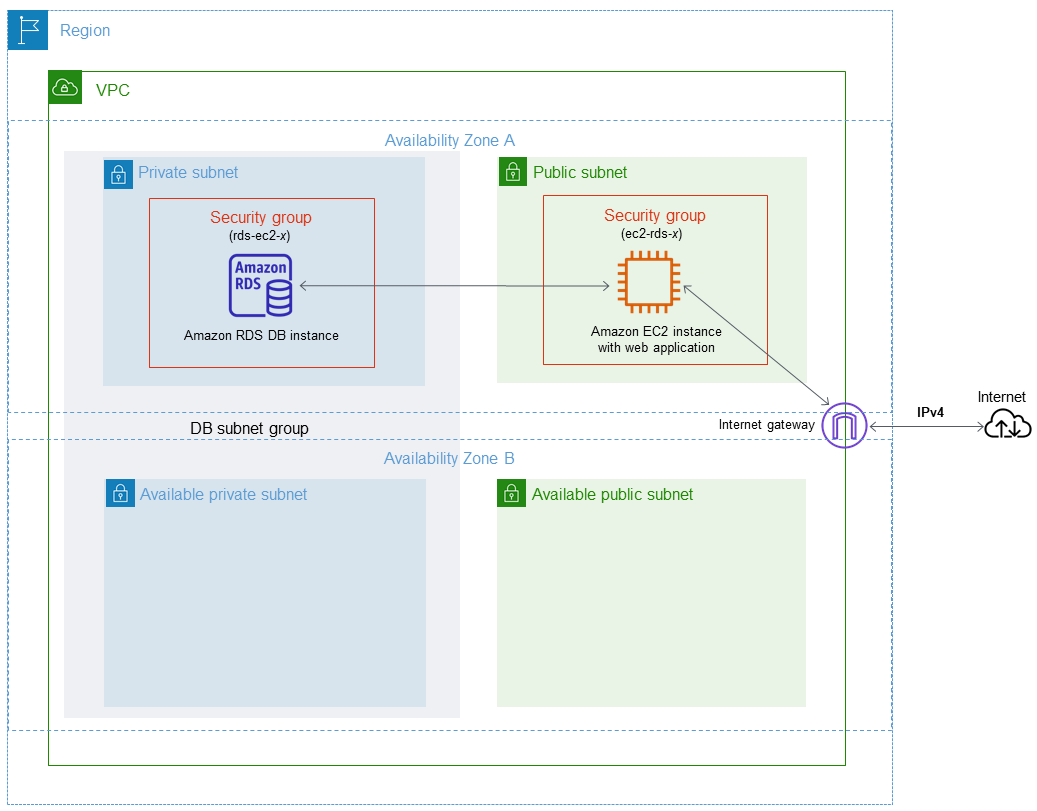 Region
VPC
Availability Zone A
Private subnet
Public subnet
Security group
(rds-ec2-x)
Amazon
RDS
Amazon RDS DB instance
Security group
(ec2-rds-x)
Amazon EC2 instance
with web application
DB subnet group
Internet gateway
IPv4
Internet
Availability Zone B
Available private subnet
Available public subnet